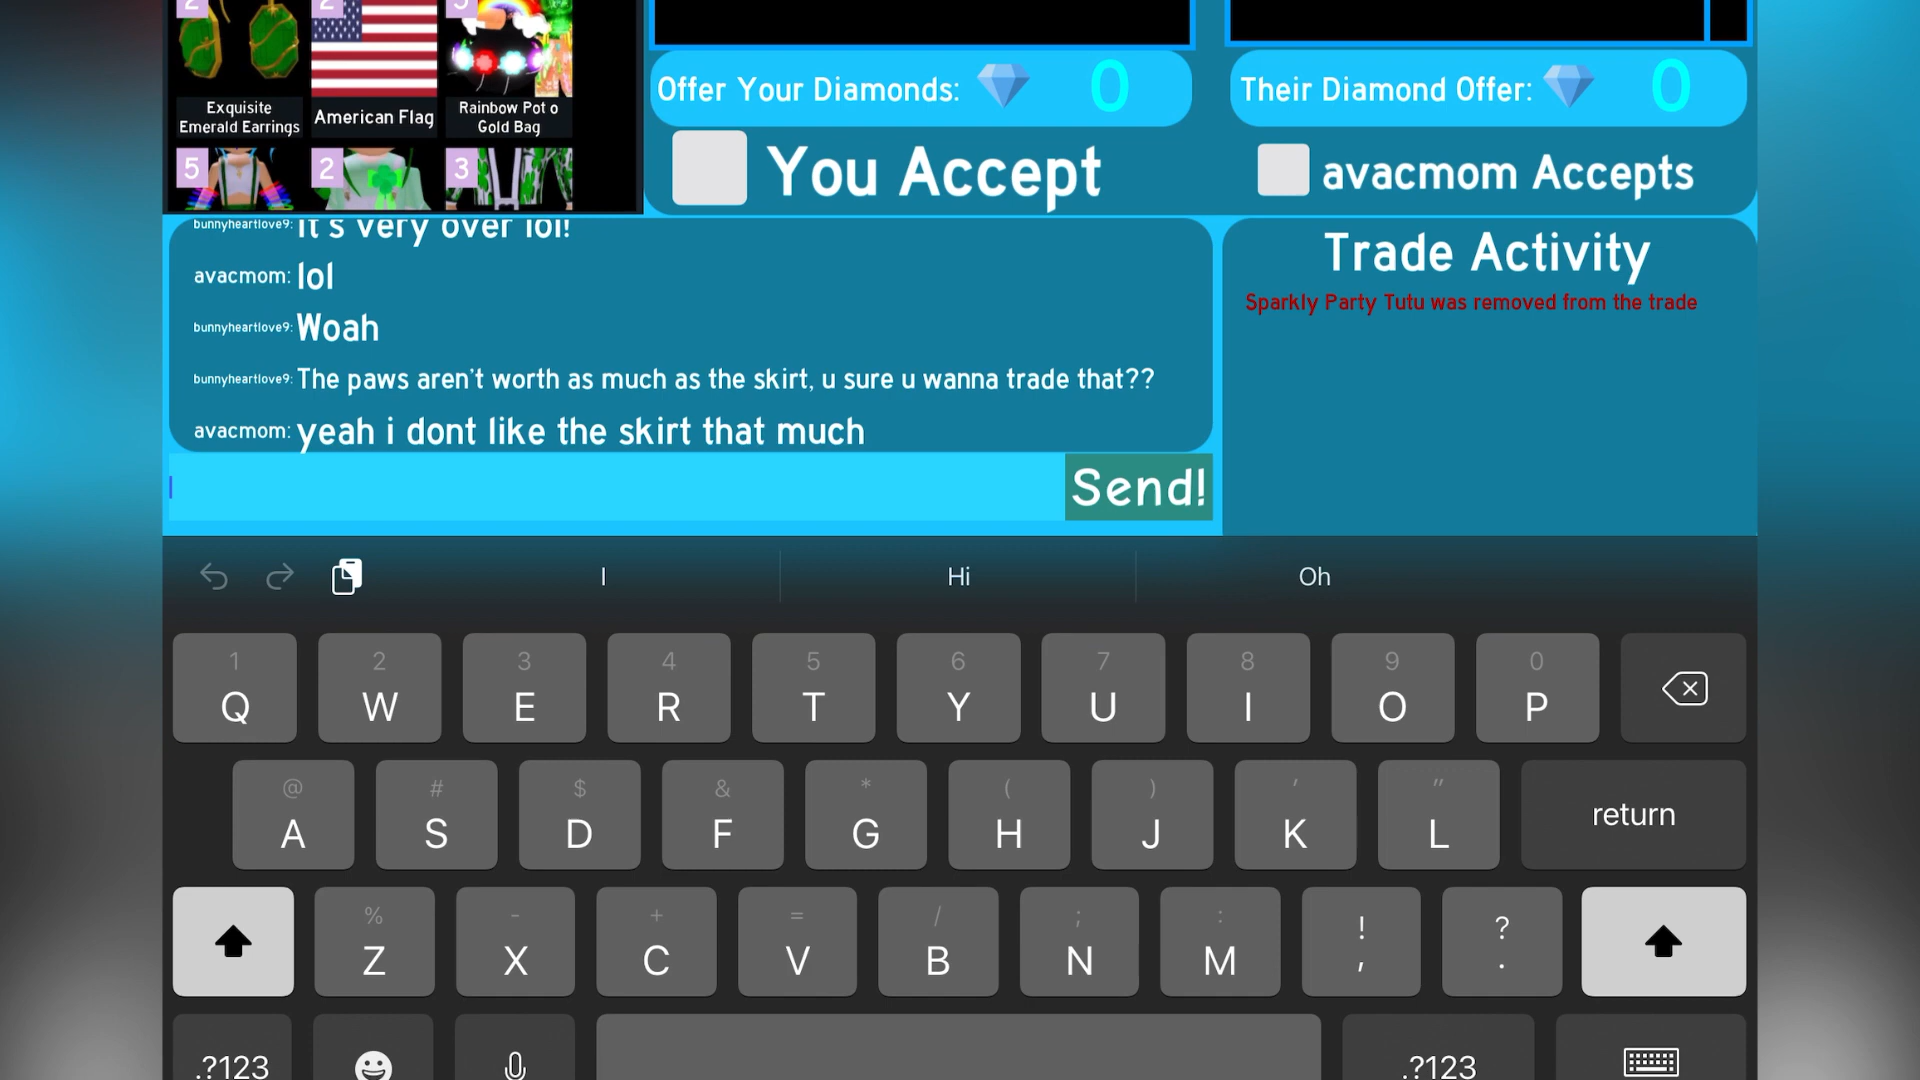 2
2
5
Exquisite
Emerald Earrings
American Flag
Rainbow Pot o
Gold Bag
5
2
3
Offer Your Diamonds: 0
Their Diamond Offer: 0
You Accept
avacmom Accepts
bunnyheartlove9: It's very over lol!
avacmom: lol
bunnyheartlove9: Woah
bunnyheartlove9: The paws aren't worth as much as the skirt, u sure u wanna trade that??
avacmom: yeah i dont like the skirt that much
Send!
Trade Activity
Sparkly Party Tutu was removed from the trade
I Hi Oh
1 2 3 4 5 6 7 8 9 0
Q W E R T Y U I O P
@ # $ & * ( ) ' "
A S D F G H J K L return
% - + = / ; : ! ?
Z X C V B N M , .
.?123 .?123